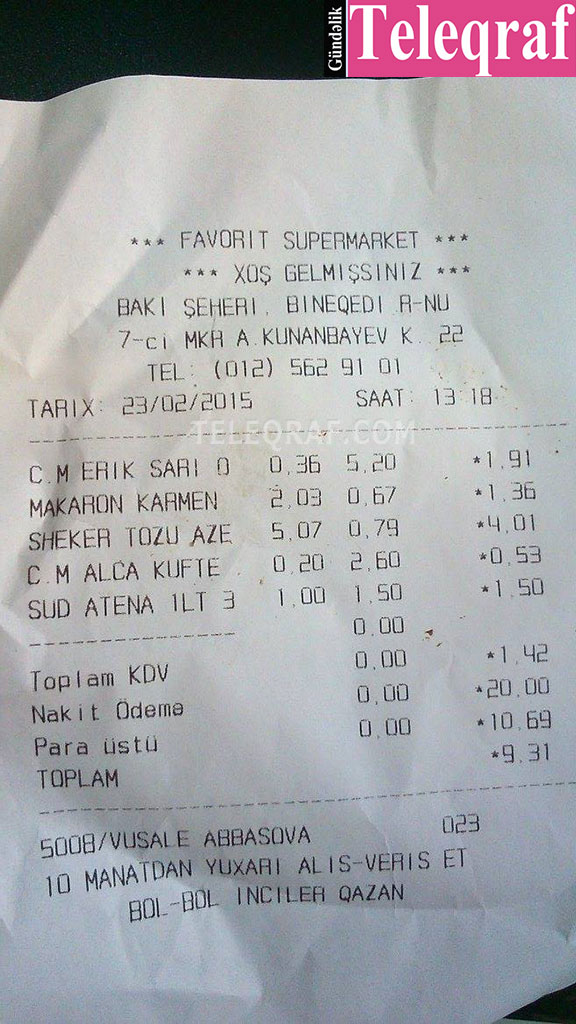 Gündəlik
Teleqraf
*** FAVORIT SUPERMARKET ***
*** XOŞ GELMIŞSINIZ ***
BAKI ŞEHERI, BINEQEDI R-NU
7-ci MKR A.KUNANBAYEV K. 22
TEL: (012) 562 91 01
TARIX: 23/02/2015 SAAT: 13:18
TELEQRAF.COM
C.M ERIK SARI 0 0,36 5,20 *1,91
MAKARON KARMEN 2,03 0,67 *1,36
SHEKER TOZU AZE 5,07 0,79 *4,01
C.M ALCA KUFTE 0,20 2,60 *0,53
SUD ATENA 1LT 3 1,00 1,50 *1,50
0,00
Toplam KDV 0,00 *1,42
Nakit Ödeme 0,00 *20,00
Para üstü 0,00 *10,69
TOPLAM *9,31
5008/VUSALE ABBASOVA 023
10 MANATDAN YUXARI ALIS-VERIS ET
BOL-BOL INCILER QAZAN